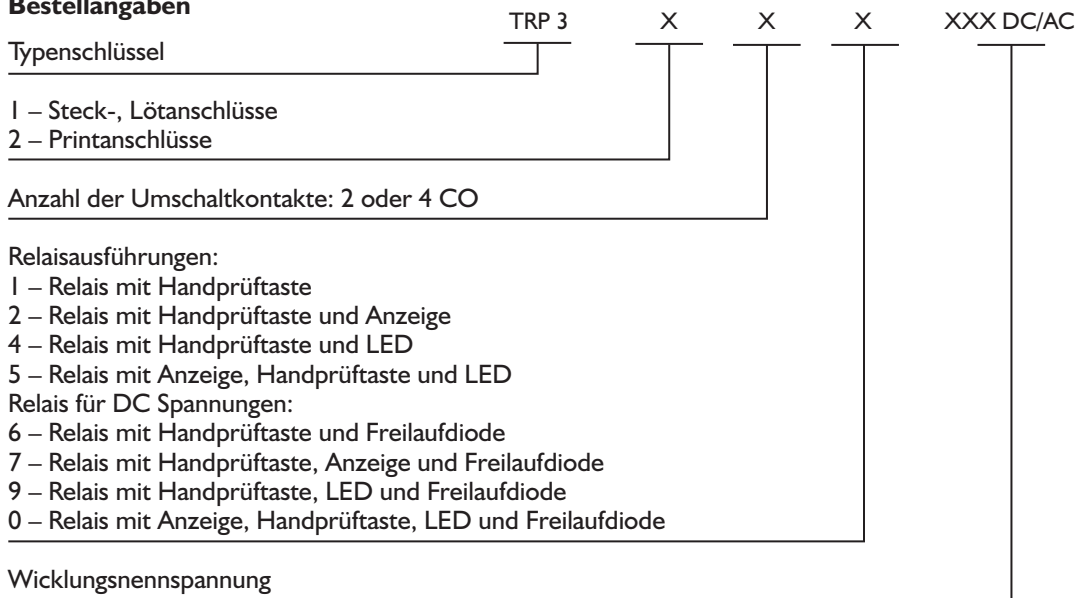 Bestellangaben
TRP 3 X X X XXX DC/AC
Typenschlüssel
1 – Steck-, Lötanschlüsse
2 – Printanschlüsse
Anzahl der Umschaltkontakte: 2 oder 4 CO
Relaisausführungen:
1 – Relais mit Handprüftaste
2 – Relais mit Handprüftaste und Anzeige
4 – Relais mit Handprüftaste und LED
5 – Relais mit Anzeige, Handprüftaste und LED
Relais für DC Spannungen:
6 – Relais mit Handprüftaste und Freilaufdiode
7 – Relais mit Handprüftaste, Anzeige und Freilaufdiode
9 – Relais mit Handprüftaste, LED und Freilaufdiode
0 – Relais mit Anzeige, Handprüftaste, LED und Freilaufdiode
Wicklungsnennspannung